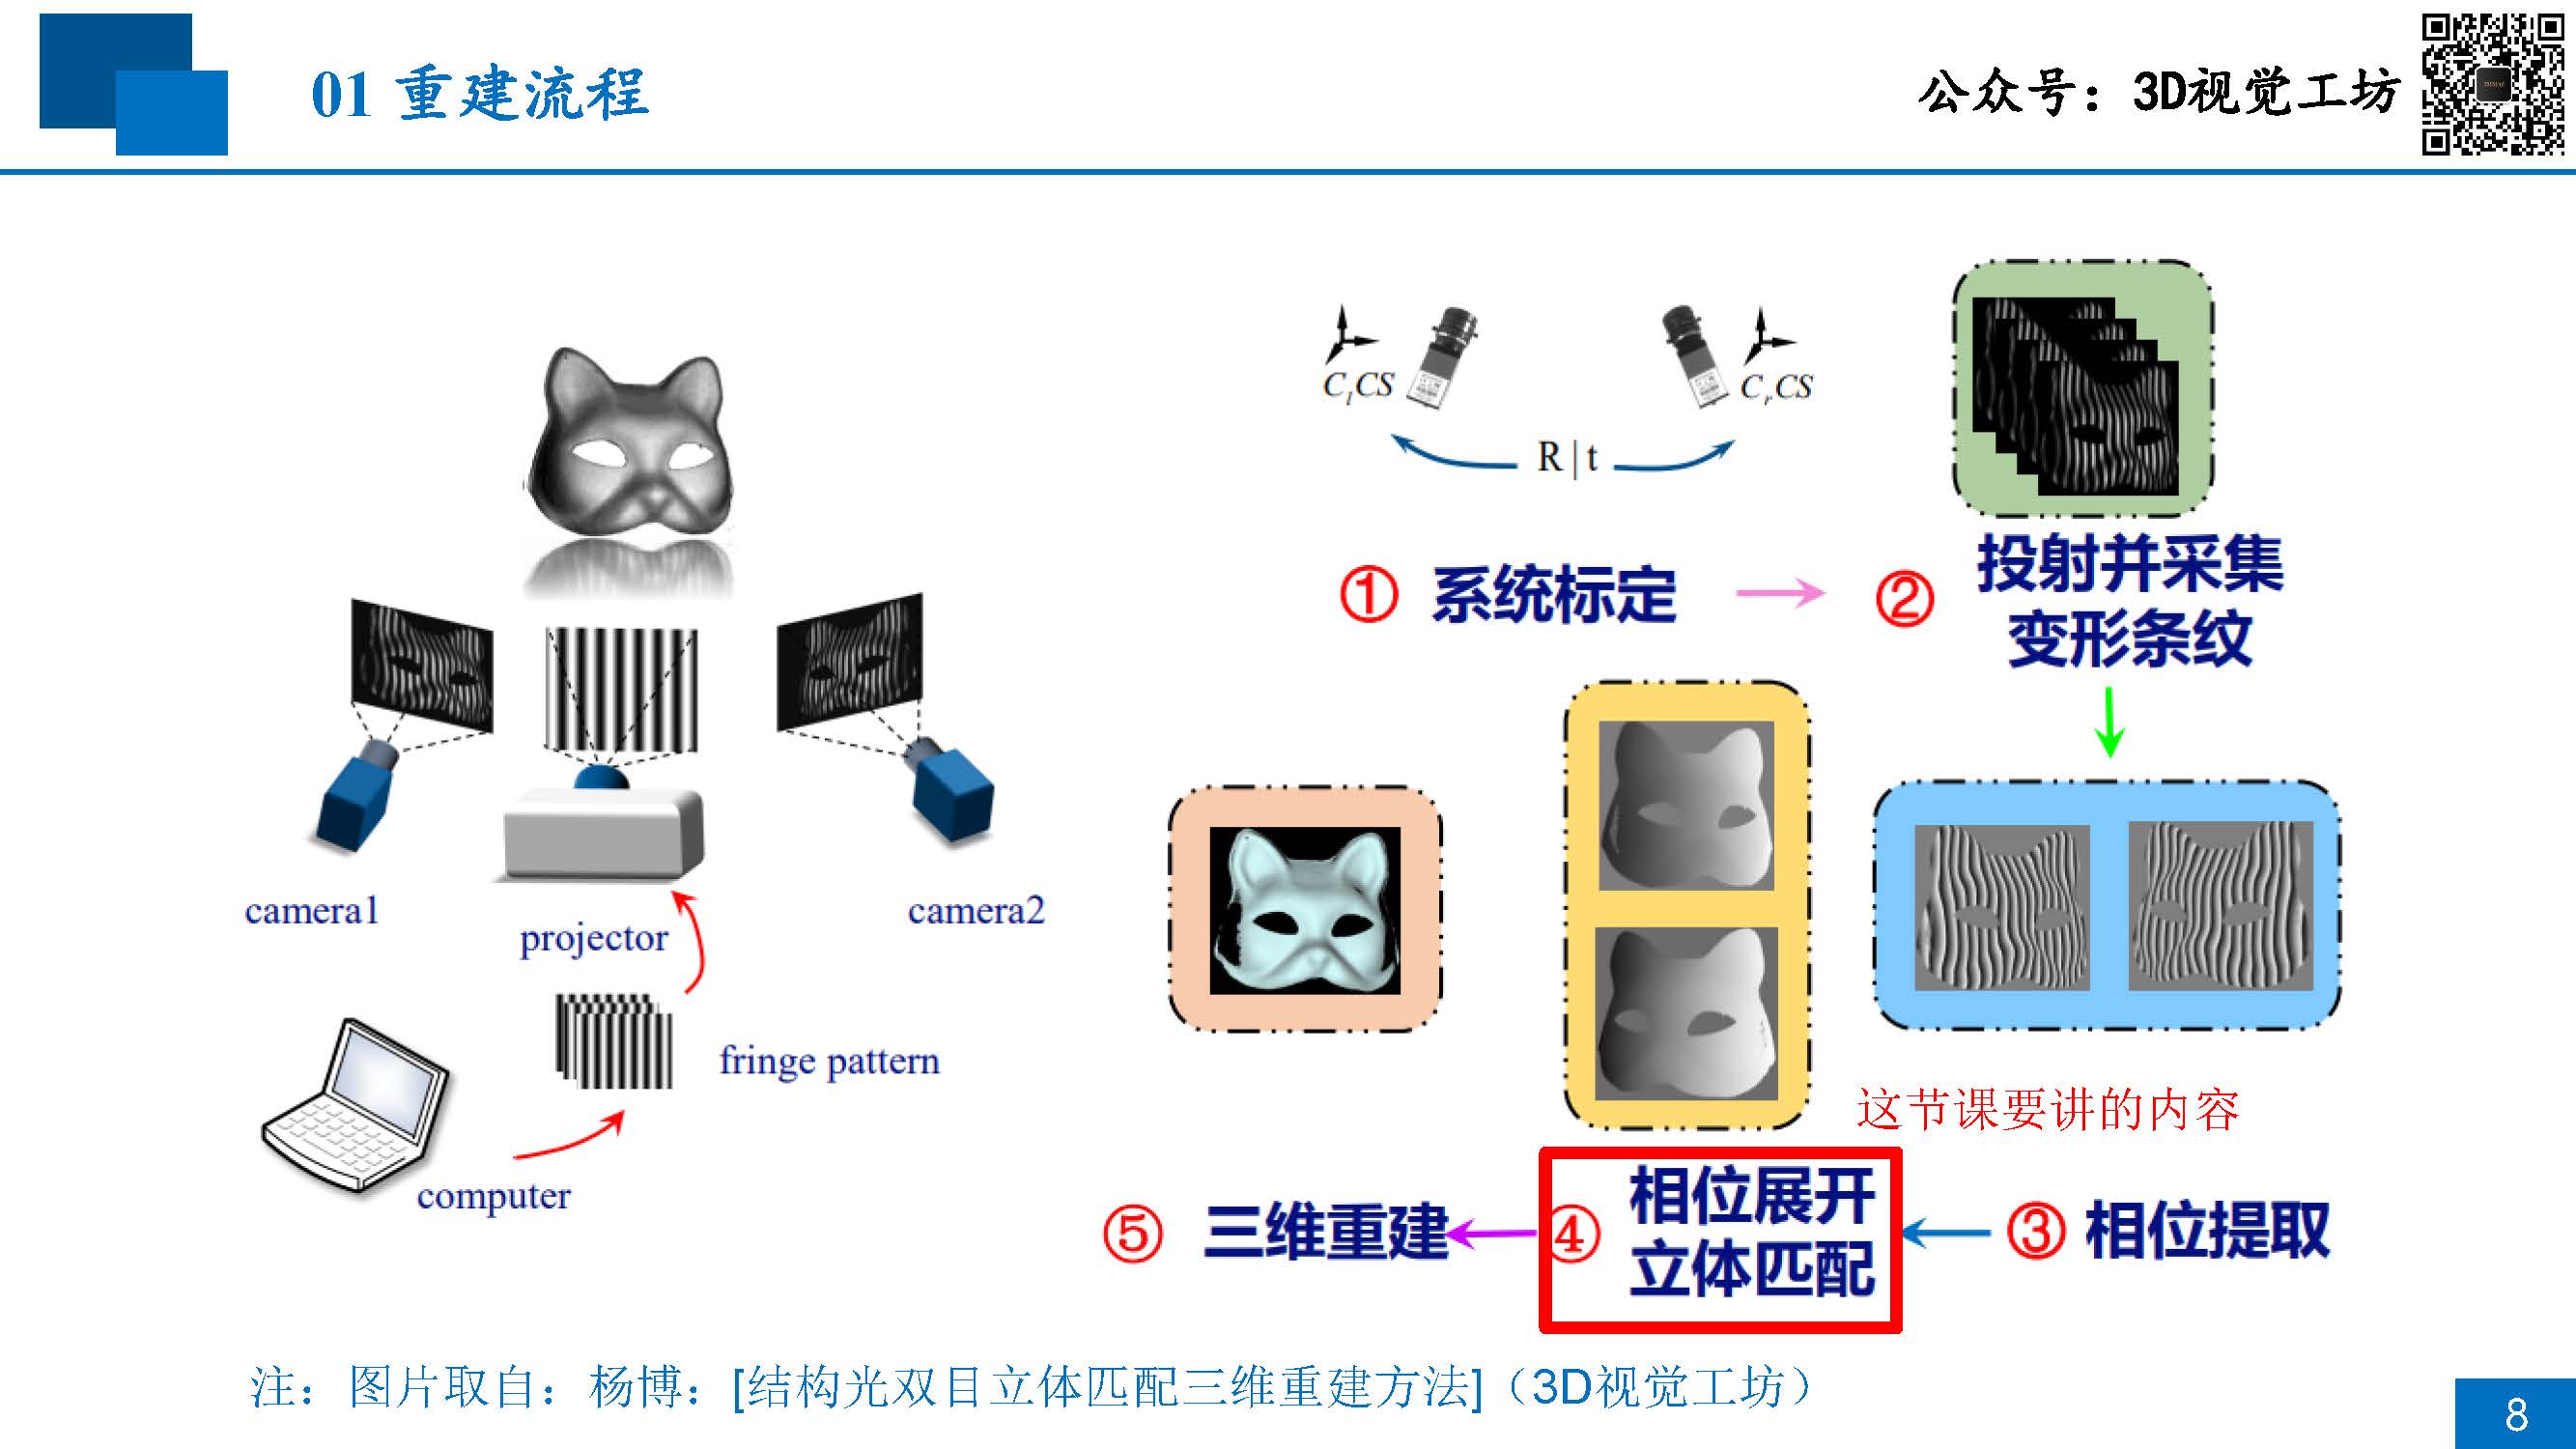 01 重建流程
公众号：3D视觉工坊
camera1
projector
camera2
fringe pattern
computer
ClCS
CrCS
R|t
① 系统标定
② 投射并采集
变形条纹
这节课要讲的内容
③ 相位提取
④ 相位展开
立体匹配
⑤ 三维重建
注：图片取自：杨博：[结构光双目立体匹配三维重建方法]（3D视觉工坊）
8